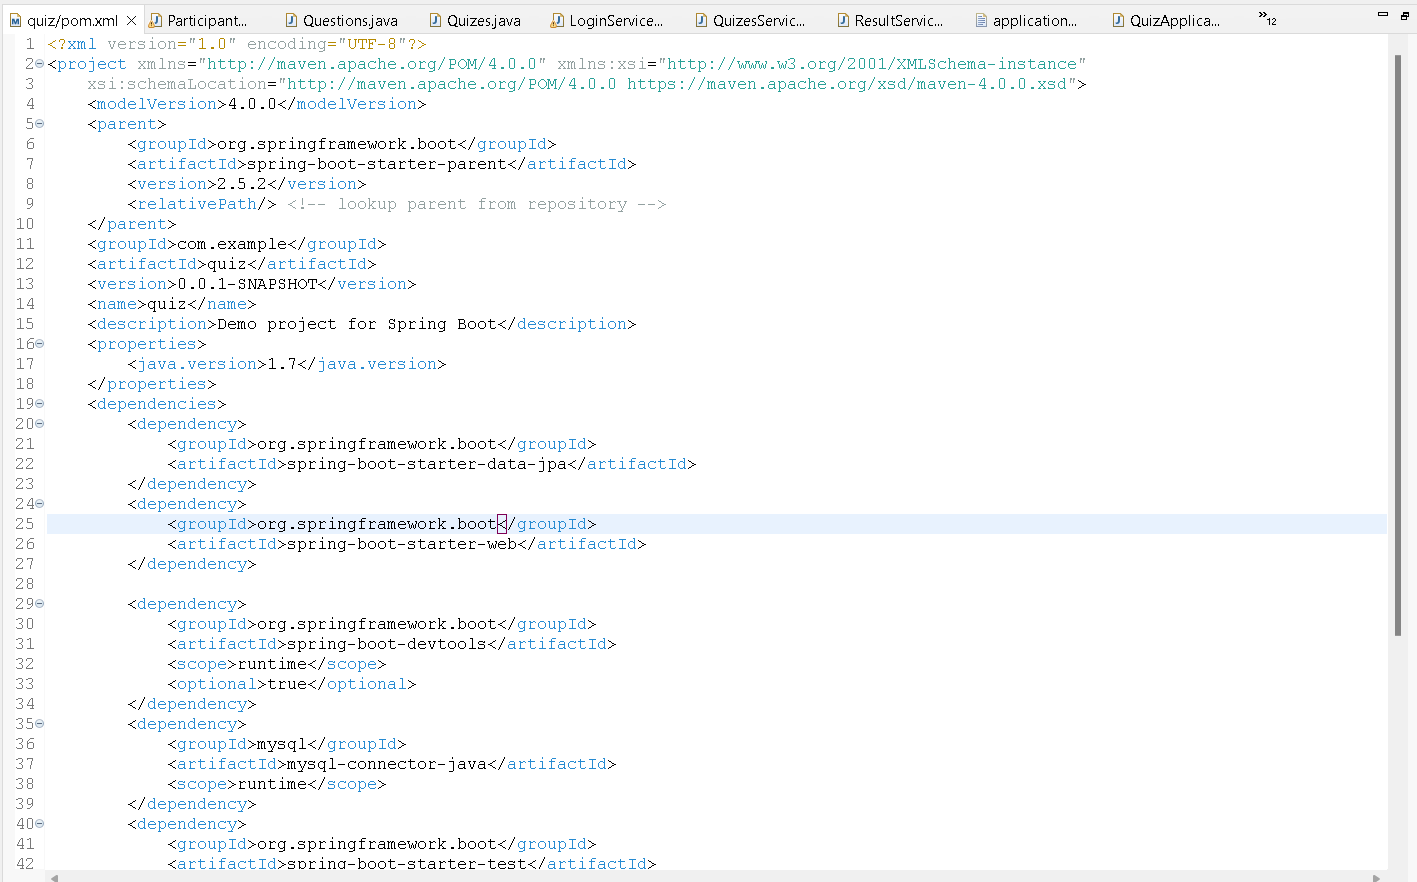 quiz/pom.xml Participant... Questions.java Quizes.java LoginService... QuizesServic... ResultServic... application... QuizApplica... »12
1 <?xml version="1.0" encoding="UTF-8"?>
2 <project xmlns="http://maven.apache.org/POM/4.0.0" xmlns:xsi="http://www.w3.org/2001/XMLSchema-instance"
3     xsi:schemaLocation="http://maven.apache.org/POM/4.0.0 https://maven.apache.org/xsd/maven-4.0.0.xsd">
4     <modelVersion>4.0.0</modelVersion>
5     <parent>
6         <groupId>org.springframework.boot</groupId>
7         <artifactId>spring-boot-starter-parent</artifactId>
8         <version>2.5.2</version>
9         <relativePath/> <!-- lookup parent from repository -->
10     </parent>
11     <groupId>com.example</groupId>
12     <artifactId>quiz</artifactId>
13     <version>0.0.1-SNAPSHOT</version>
14     <name>quiz</name>
15     <description>Demo project for Spring Boot</description>
16     <properties>
17         <java.version>1.7</java.version>
18     </properties>
19     <dependencies>
20         <dependency>
21             <groupId>org.springframework.boot</groupId>
22             <artifactId>spring-boot-starter-data-jpa</artifactId>
23         </dependency>
24         <dependency>
25             <groupId>org.springframework.boot</groupId>
26             <artifactId>spring-boot-starter-web</artifactId>
27         </dependency>
28
29         <dependency>
30             <groupId>org.springframework.boot</groupId>
31             <artifactId>spring-boot-devtools</artifactId>
32             <scope>runtime</scope>
33             <optional>true</optional>
34         </dependency>
35         <dependency>
36             <groupId>mysql</groupId>
37             <artifactId>mysql-connector-java</artifactId>
38             <scope>runtime</scope>
39         </dependency>
40         <dependency>
41             <groupId>org.springframework.boot</groupId>
42             <artifactId>spring-boot-starter-test</artifactId>